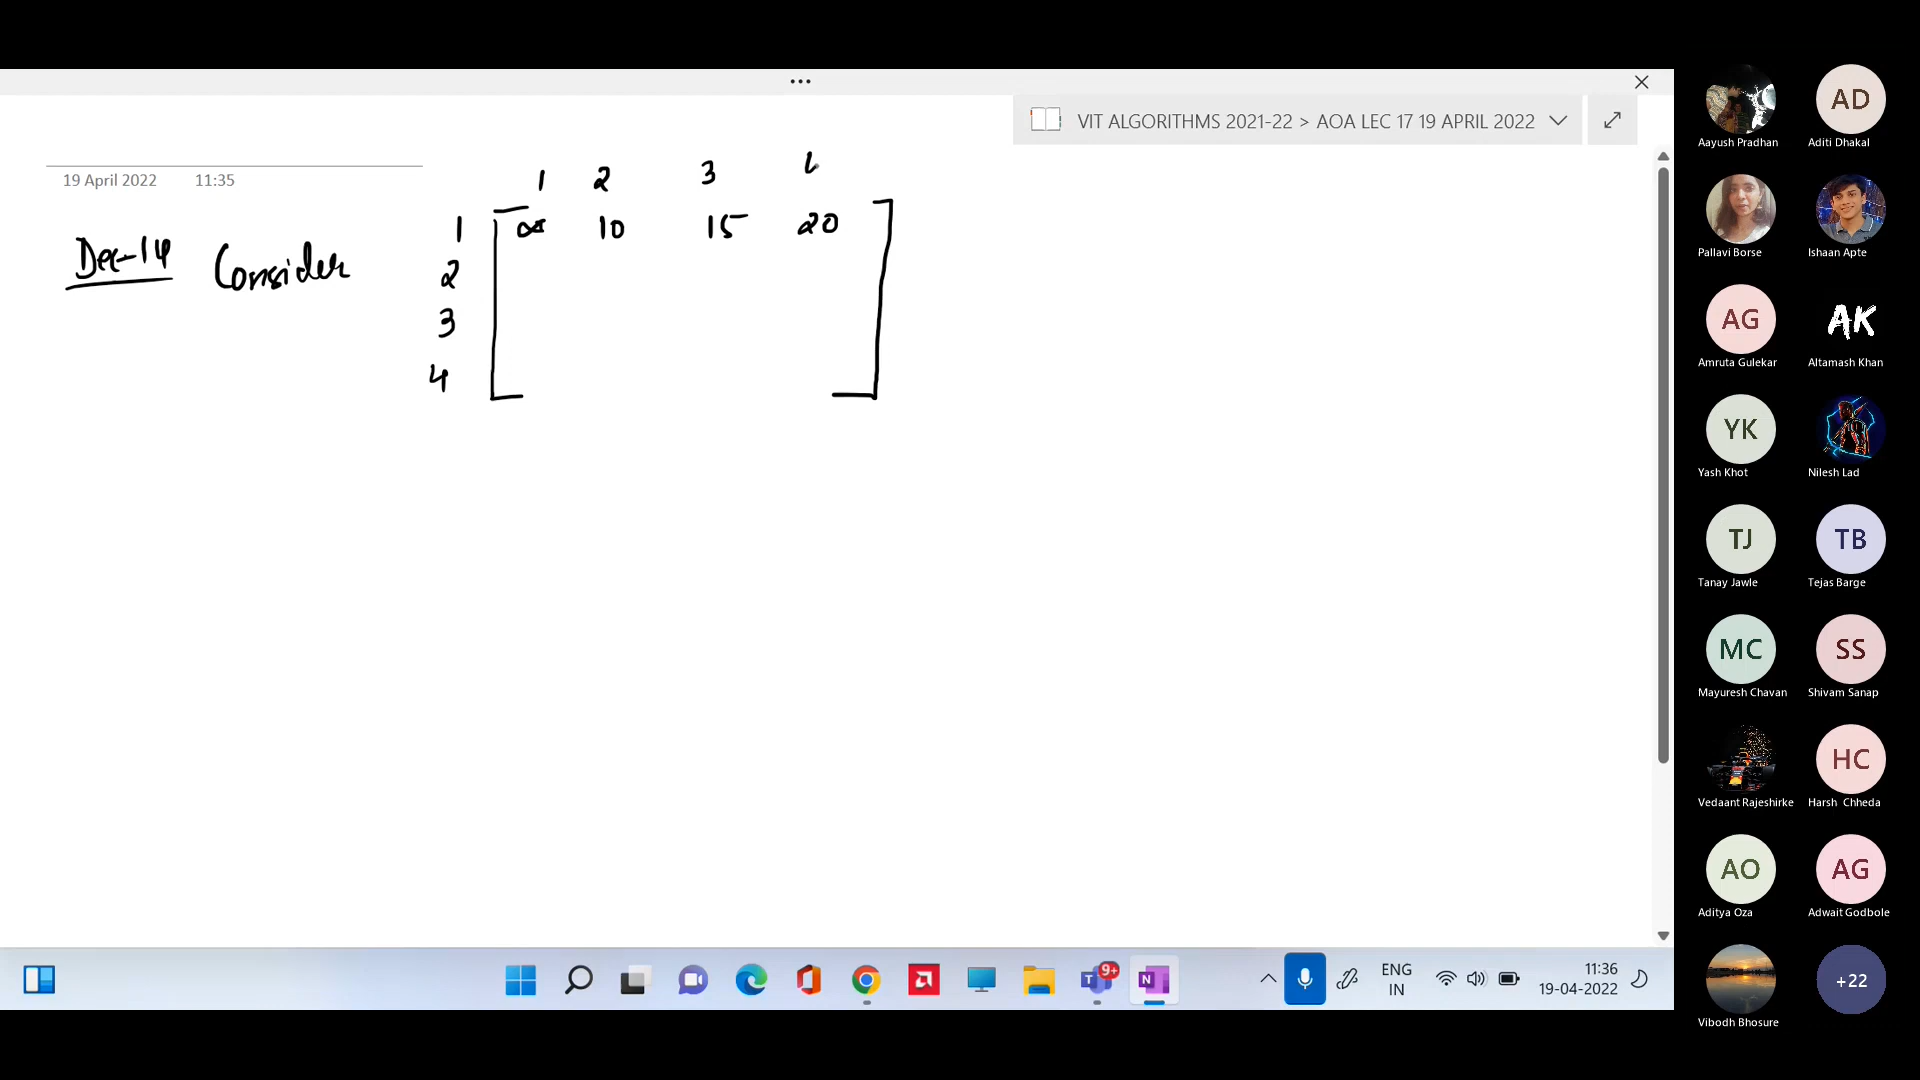 VIT ALGORITHMS 2021-22 > AOA LEC 17 19 APRIL 2022
19 April 2022 11:35
1 2 3
1 ∞ 10 15 20
Dec-14 Consider
2
3
4
AD
Aayush Pradhan Aditi Dhakal
Pallavi Borse Ishaan Apte
AG AK
Amruta Gulekar Altamash Khan
YK
Yash Khot Nilesh Lad
TJ TB
Tanay Jawle Tejas Barge
MC SS
Mayuresh Chavan Shivam Sanap
HC
Vedaant Rajeshirke Harsh Chheda
AO AG
Aditya Oza Adwait Godbole
+22
Vibodh Bhosure
9+
ENG
IN
11:36
19-04-2022